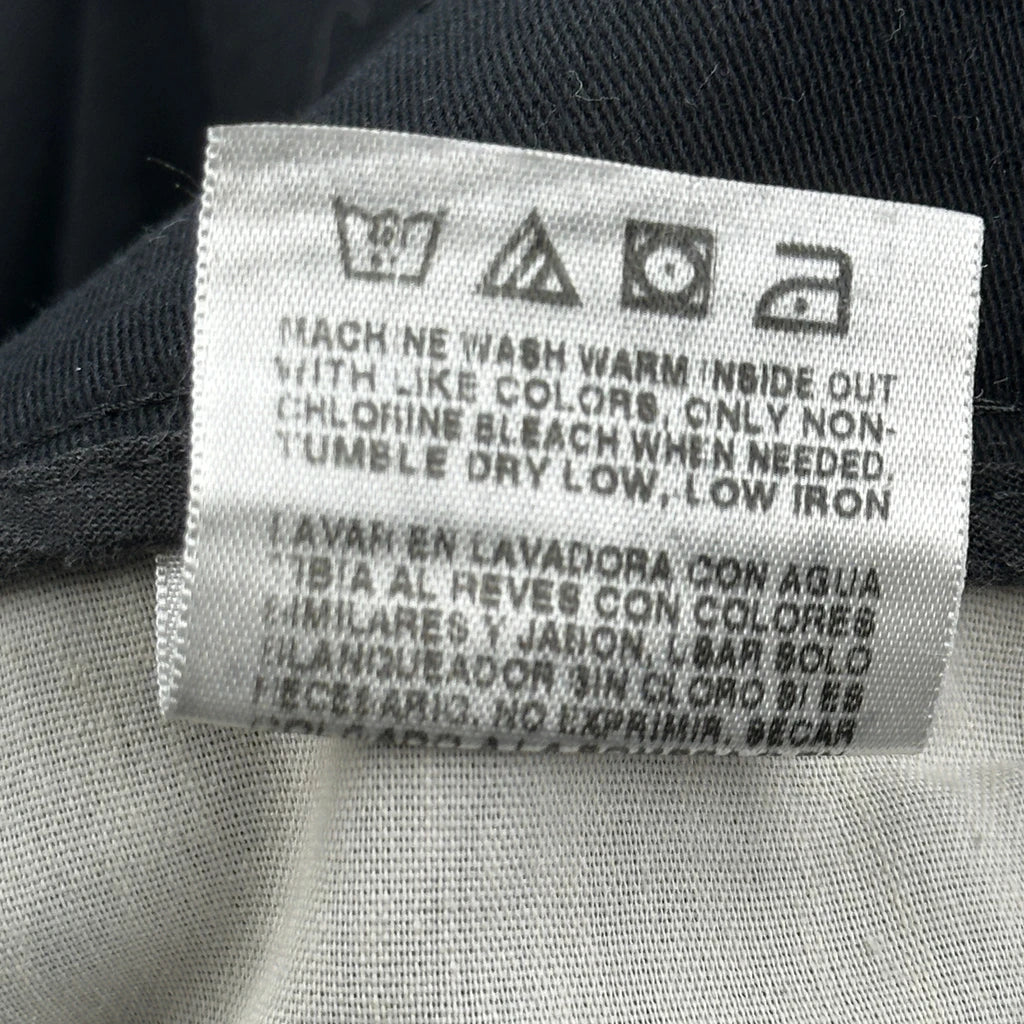 MACHINE WASH WARM INSIDE OUT
WITH LIKE COLORS, ONLY NON-
CHLORINE BLEACH WHEN NEEDED,
TUMBLE DRY LOW, LOW IRON
LAVAR EN LAVADORA CON AGUA
TIBIA AL REVES CON COLORES
SIMILARES Y JABON, USAR SOLO
BLANQUEADOR SIN CLORO SI ES
NECESARIO, NO EXPRIMIR, SECAR